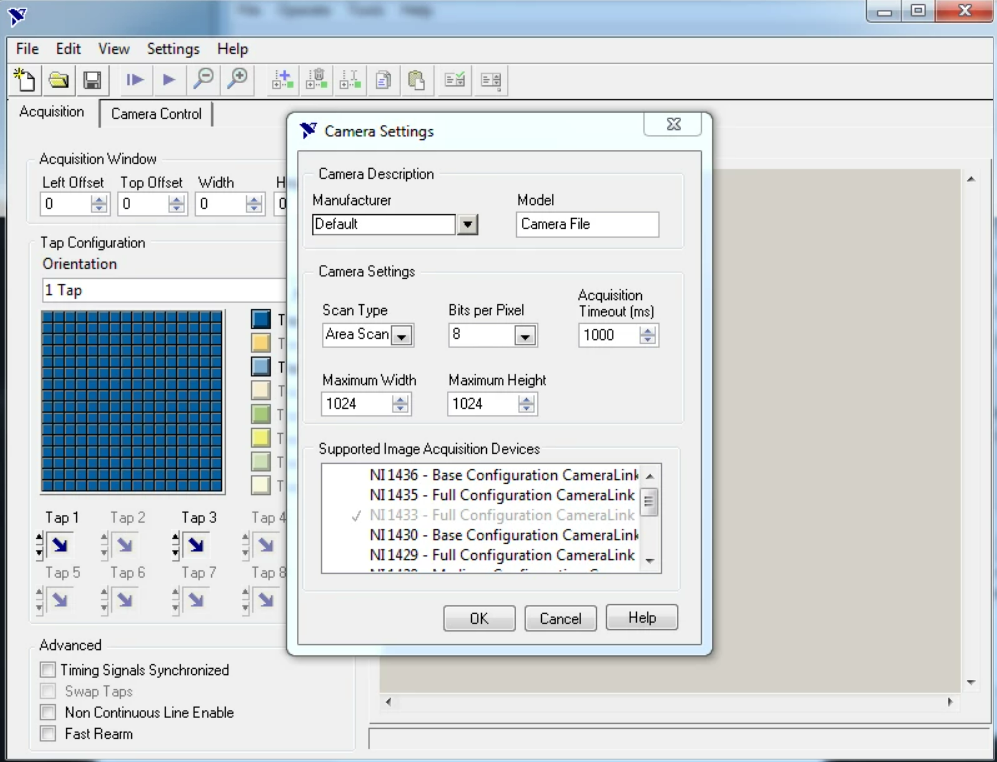 File Operate Tools Help
File Edit View Settings Help
Acquisition Camera Control
Acquisition Window
Left Offset Top Offset Width H
0 0 0 0
Tap Configuration
Orientation
1 Tap
T
T
T
T
T
T
T
T
Tap 1 Tap 2 Tap 3 Tap 4
Tap 5 Tap 6 Tap 7 Tap 8
Advanced
Timing Signals Synchronized
Swap Taps
Non Continuous Line Enable
Fast Rearm
Camera Settings
Camera Description
Manufacturer Model
Default Camera File
Camera Settings
Scan Type Bits per Pixel Acquisition
Timeout (ms)
Area Scan 8 1000
Maximum Width Maximum Height
1024 1024
Supported Image Acquisition Devices
NI 1436 - Base Configuration CameraLink
NI 1435 - Full Configuration CameraLink
NI 1433 - Full Configuration CameraLink
NI 1430 - Base Configuration CameraLink
NI 1429 - Full Configuration CameraLink
OK Cancel Help